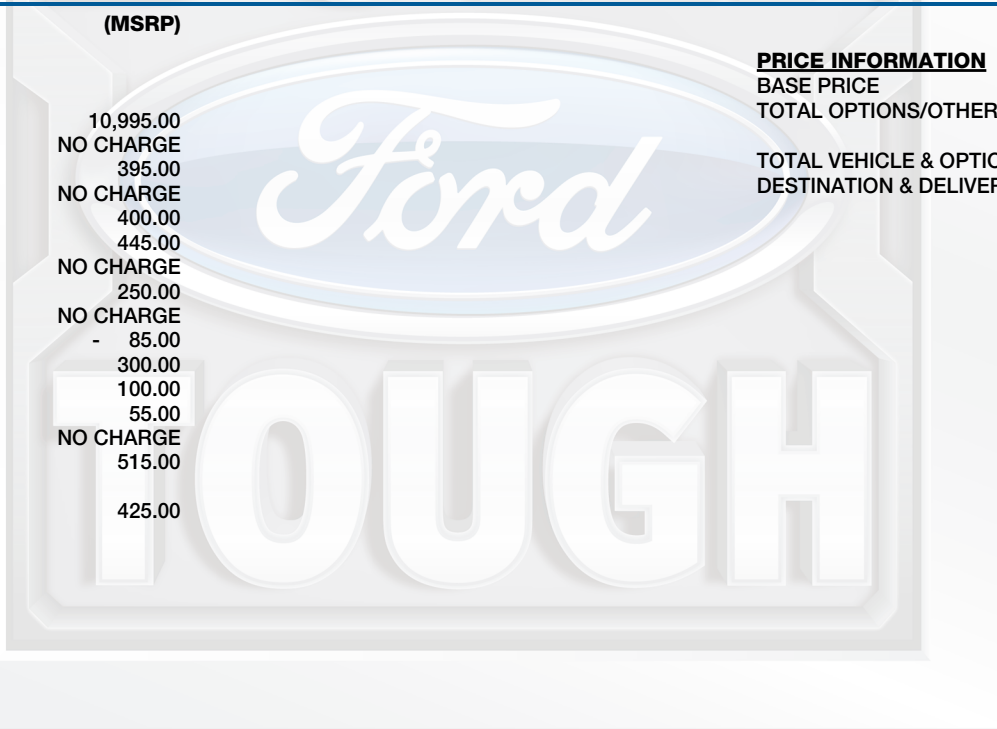 (MSRP)
10,995.00
NO CHARGE
395.00
NO CHARGE
400.00
445.00
NO CHARGE
250.00
NO CHARGE
- 85.00
300.00
100.00
55.00
NO CHARGE
515.00
425.00
PRICE INFORMATION
BASE PRICE
TOTAL OPTIONS/OTHER
TOTAL VEHICLE & OPTIO
DESTINATION & DELIVER
Ford
TOUGH